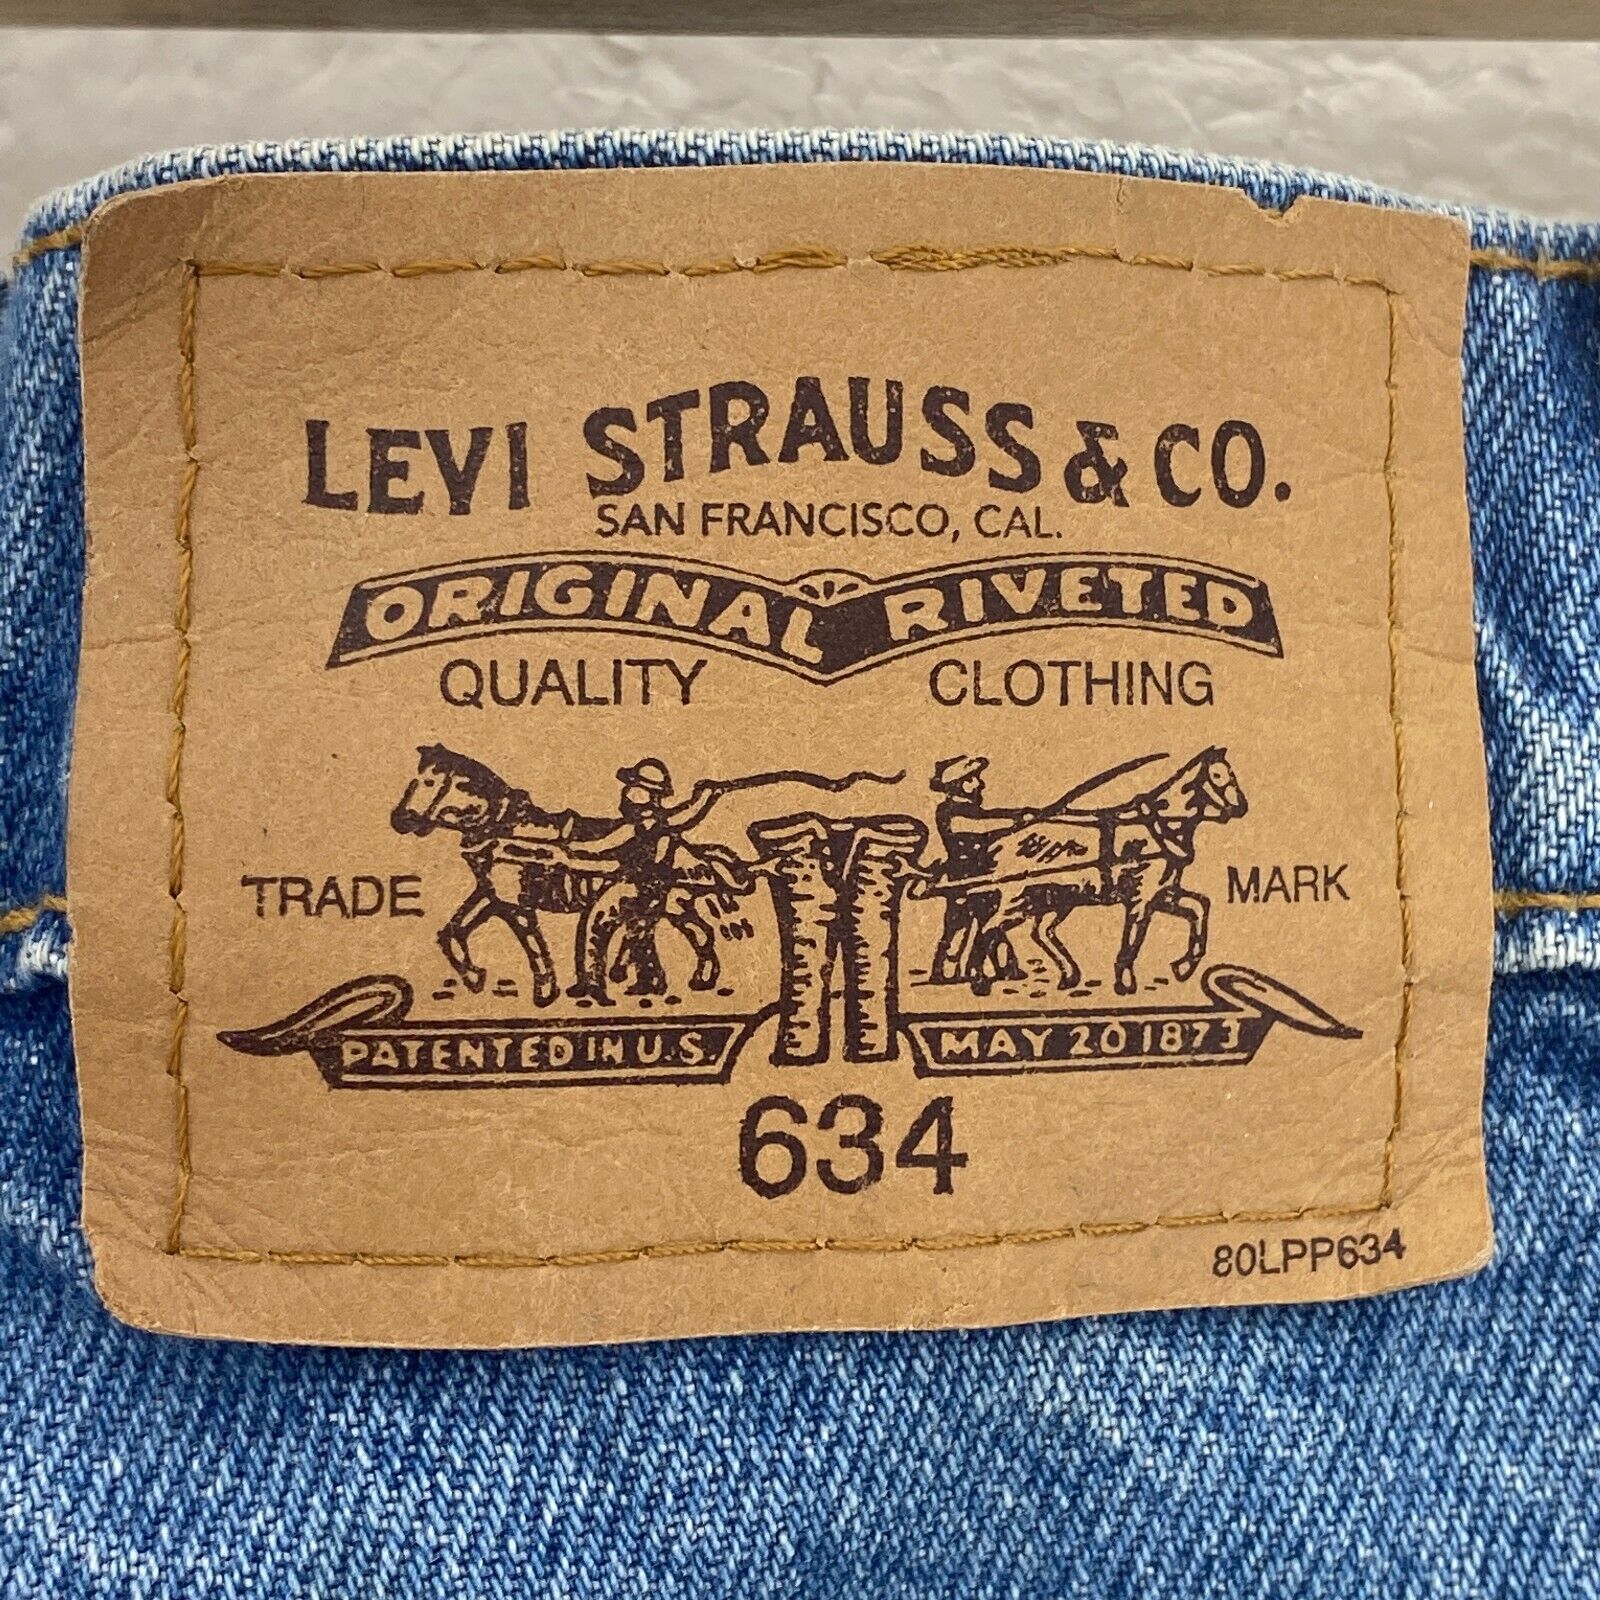 LEVI STRAUSS & CO.
SAN FRANCISCO, CAL.
ORIGINAL RIVETED
QUALITY CLOTHING
TRADE MARK
PATENTED IN U.S. MAY 20 1873
634
80LPP634